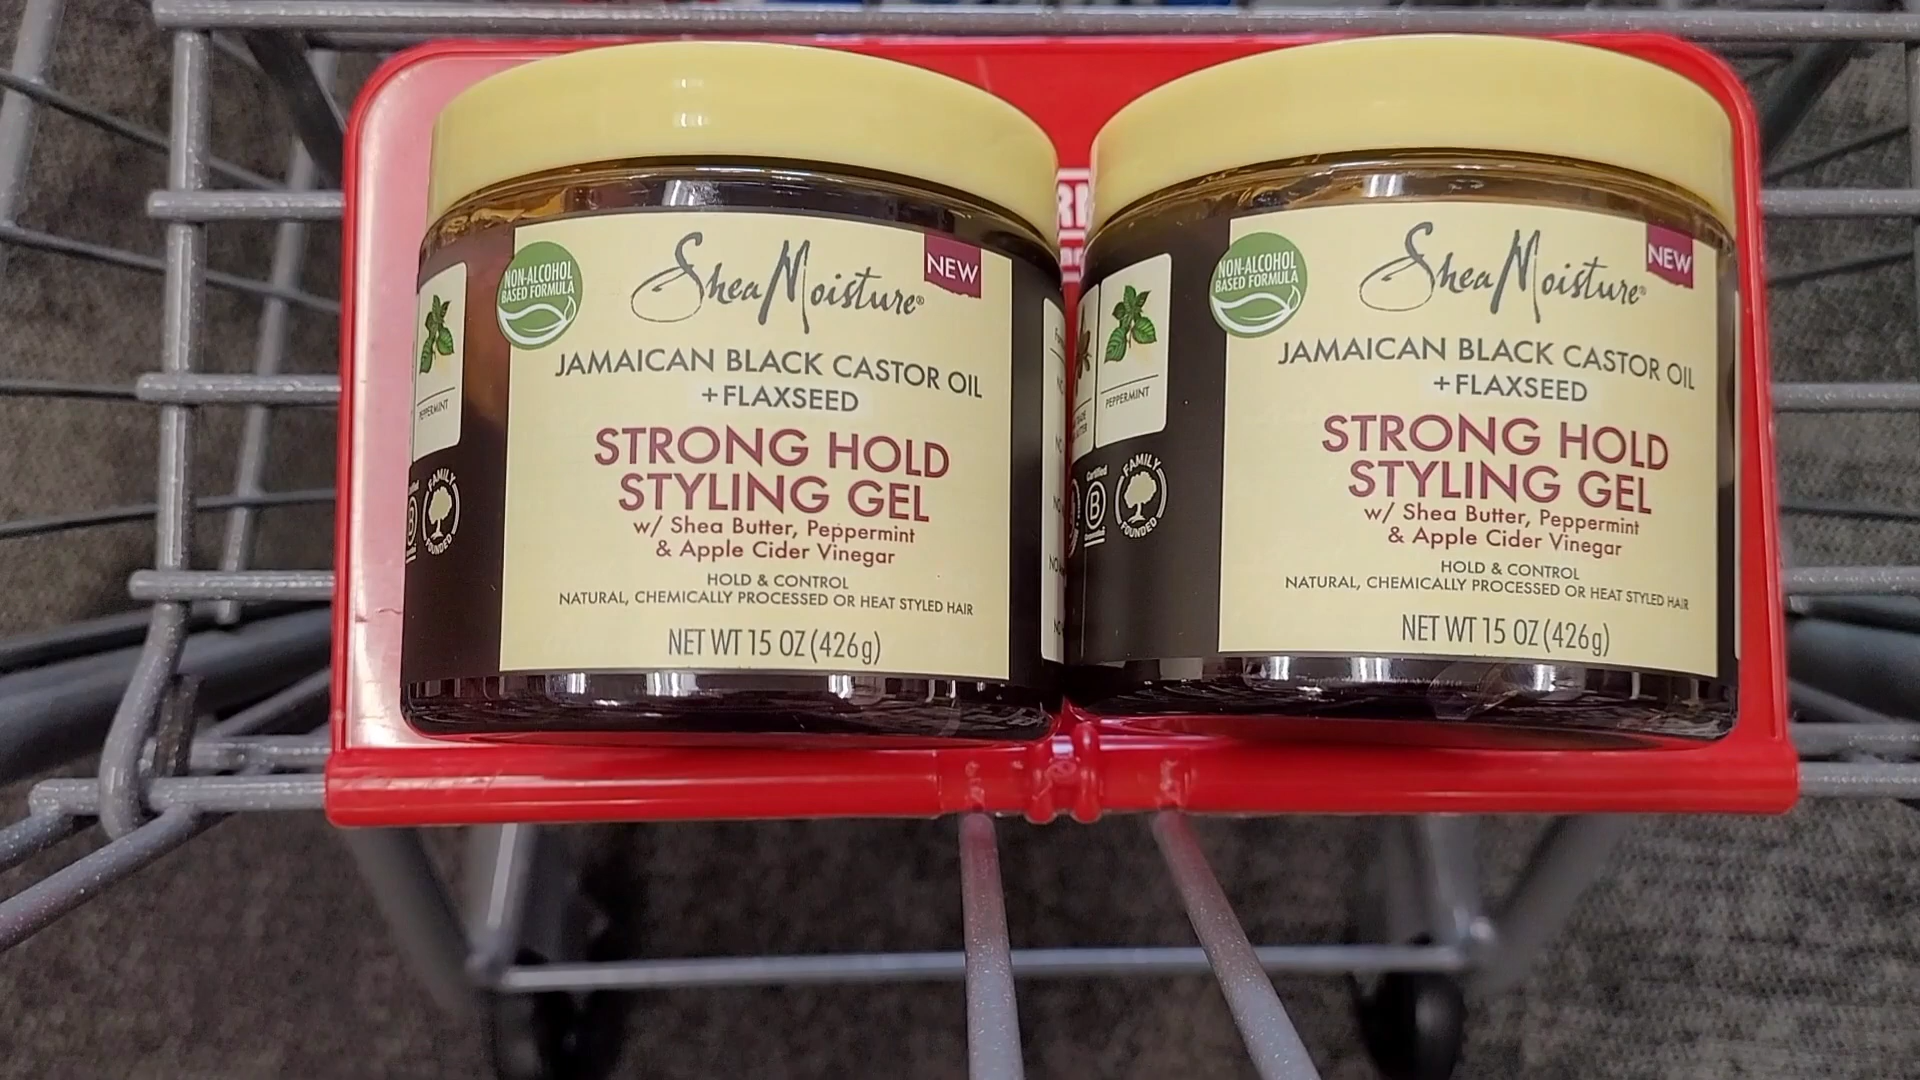 NON-ALCOHOL
BASED FORMULA
SheaMoisture®
NEW
JAMAICAN BLACK CASTOR OIL
+FLAXSEED
STRONG HOLD
STYLING GEL
w/ Shea Butter, Peppermint
& Apple Cider Vinegar
HOLD & CONTROL
NATURAL, CHEMICALLY PROCESSED OR HEAT STYLED HAIR
NET WT 15 OZ (426g)
PEPPERMINT
FAMILY
FOUNDED
B
NON-ALCOHOL
BASED FORMULA
SheaMoisture®
NEW
JAMAICAN BLACK CASTOR OIL
+FLAXSEED
STRONG HOLD
STYLING GEL
w/ Shea Butter, Peppermint
& Apple Cider Vinegar
HOLD & CONTROL
NATURAL, CHEMICALLY PROCESSED OR HEAT STYLED HAIR
NET WT 15 OZ (426g)
PEPPERMINT
Certified
B
FAMILY
FOUNDED